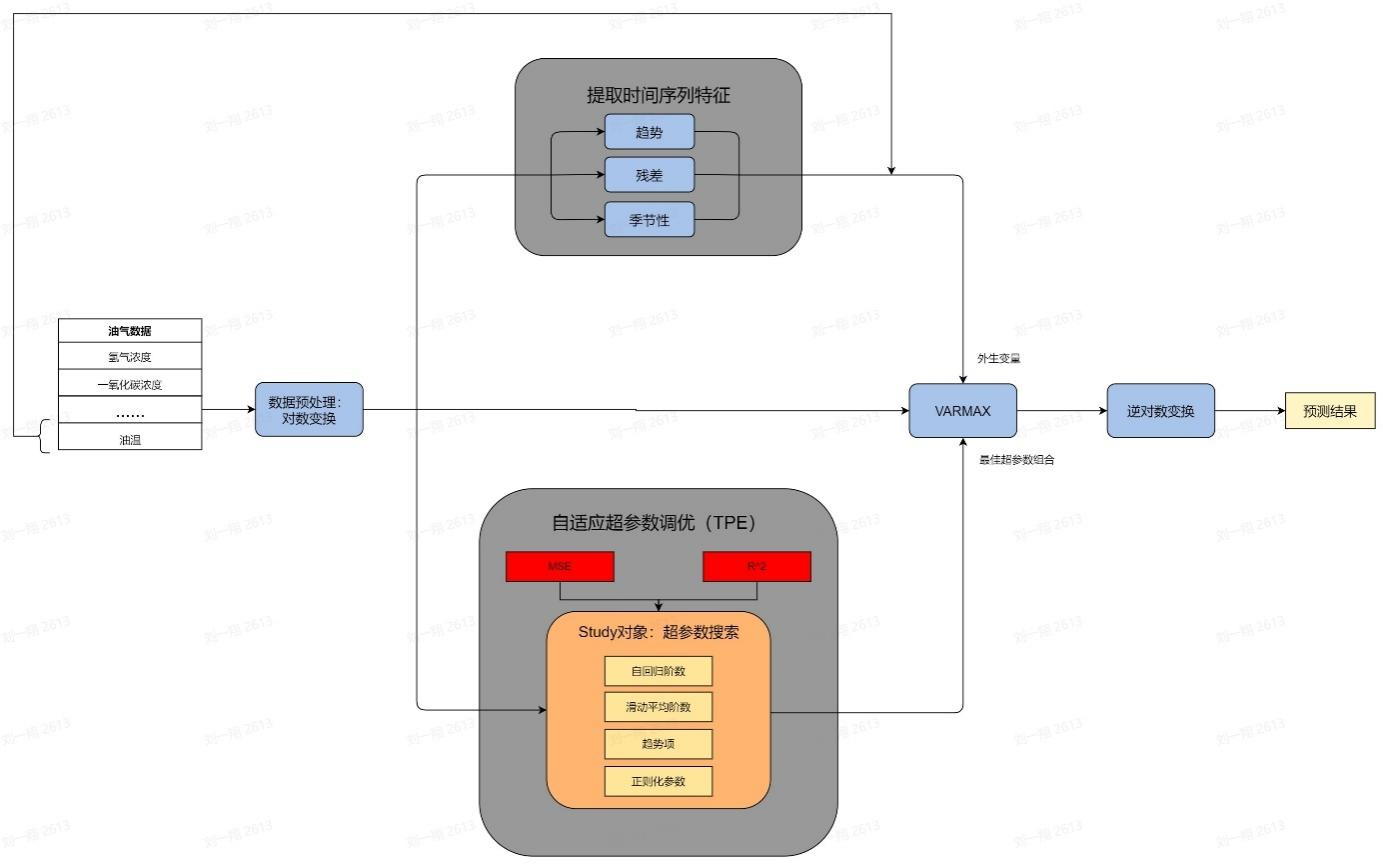 提取时间序列特征
趋势
残差
季节性
油气数据
氢气浓度
一氧化碳浓度
……
油温
数据预处理：
对数变换
外生变量
VARMAX
逆对数变换
预测结果
最佳超参数组合
自适应超参数调优（TPE）
MSE
R^2
Study对象：超参数搜索
自回归阶数
滑动平均阶数
趋势项
正则化参数
刘一翔 2613